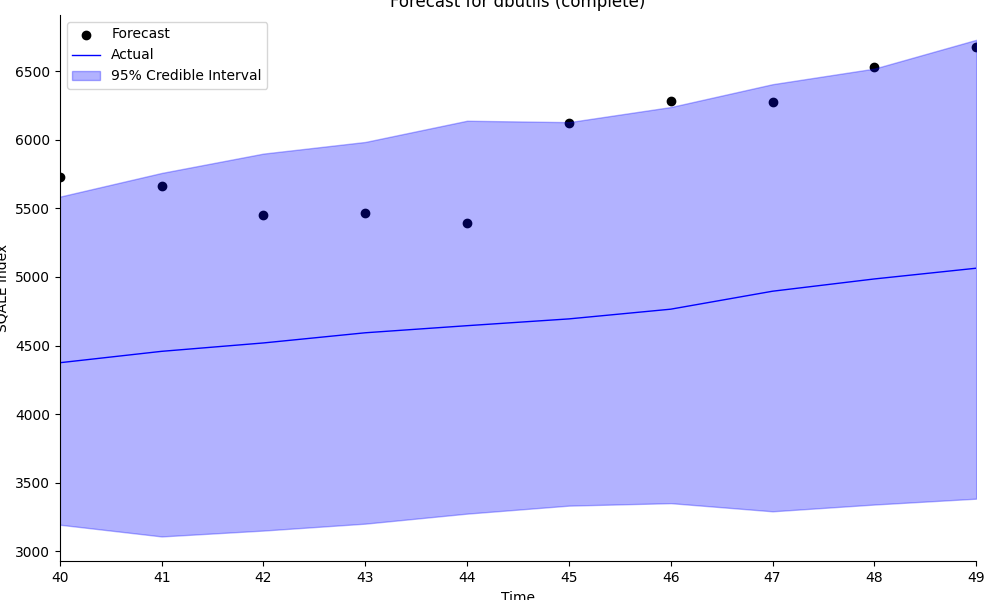 Forecast for dbutils (complete)
Forecast
Actual
95% Credible Interval
SQALE Index
6500
6000
5500
5000
4500
4000
3500
3000
40 41 42 43 44 45 46 47 48 49
Time